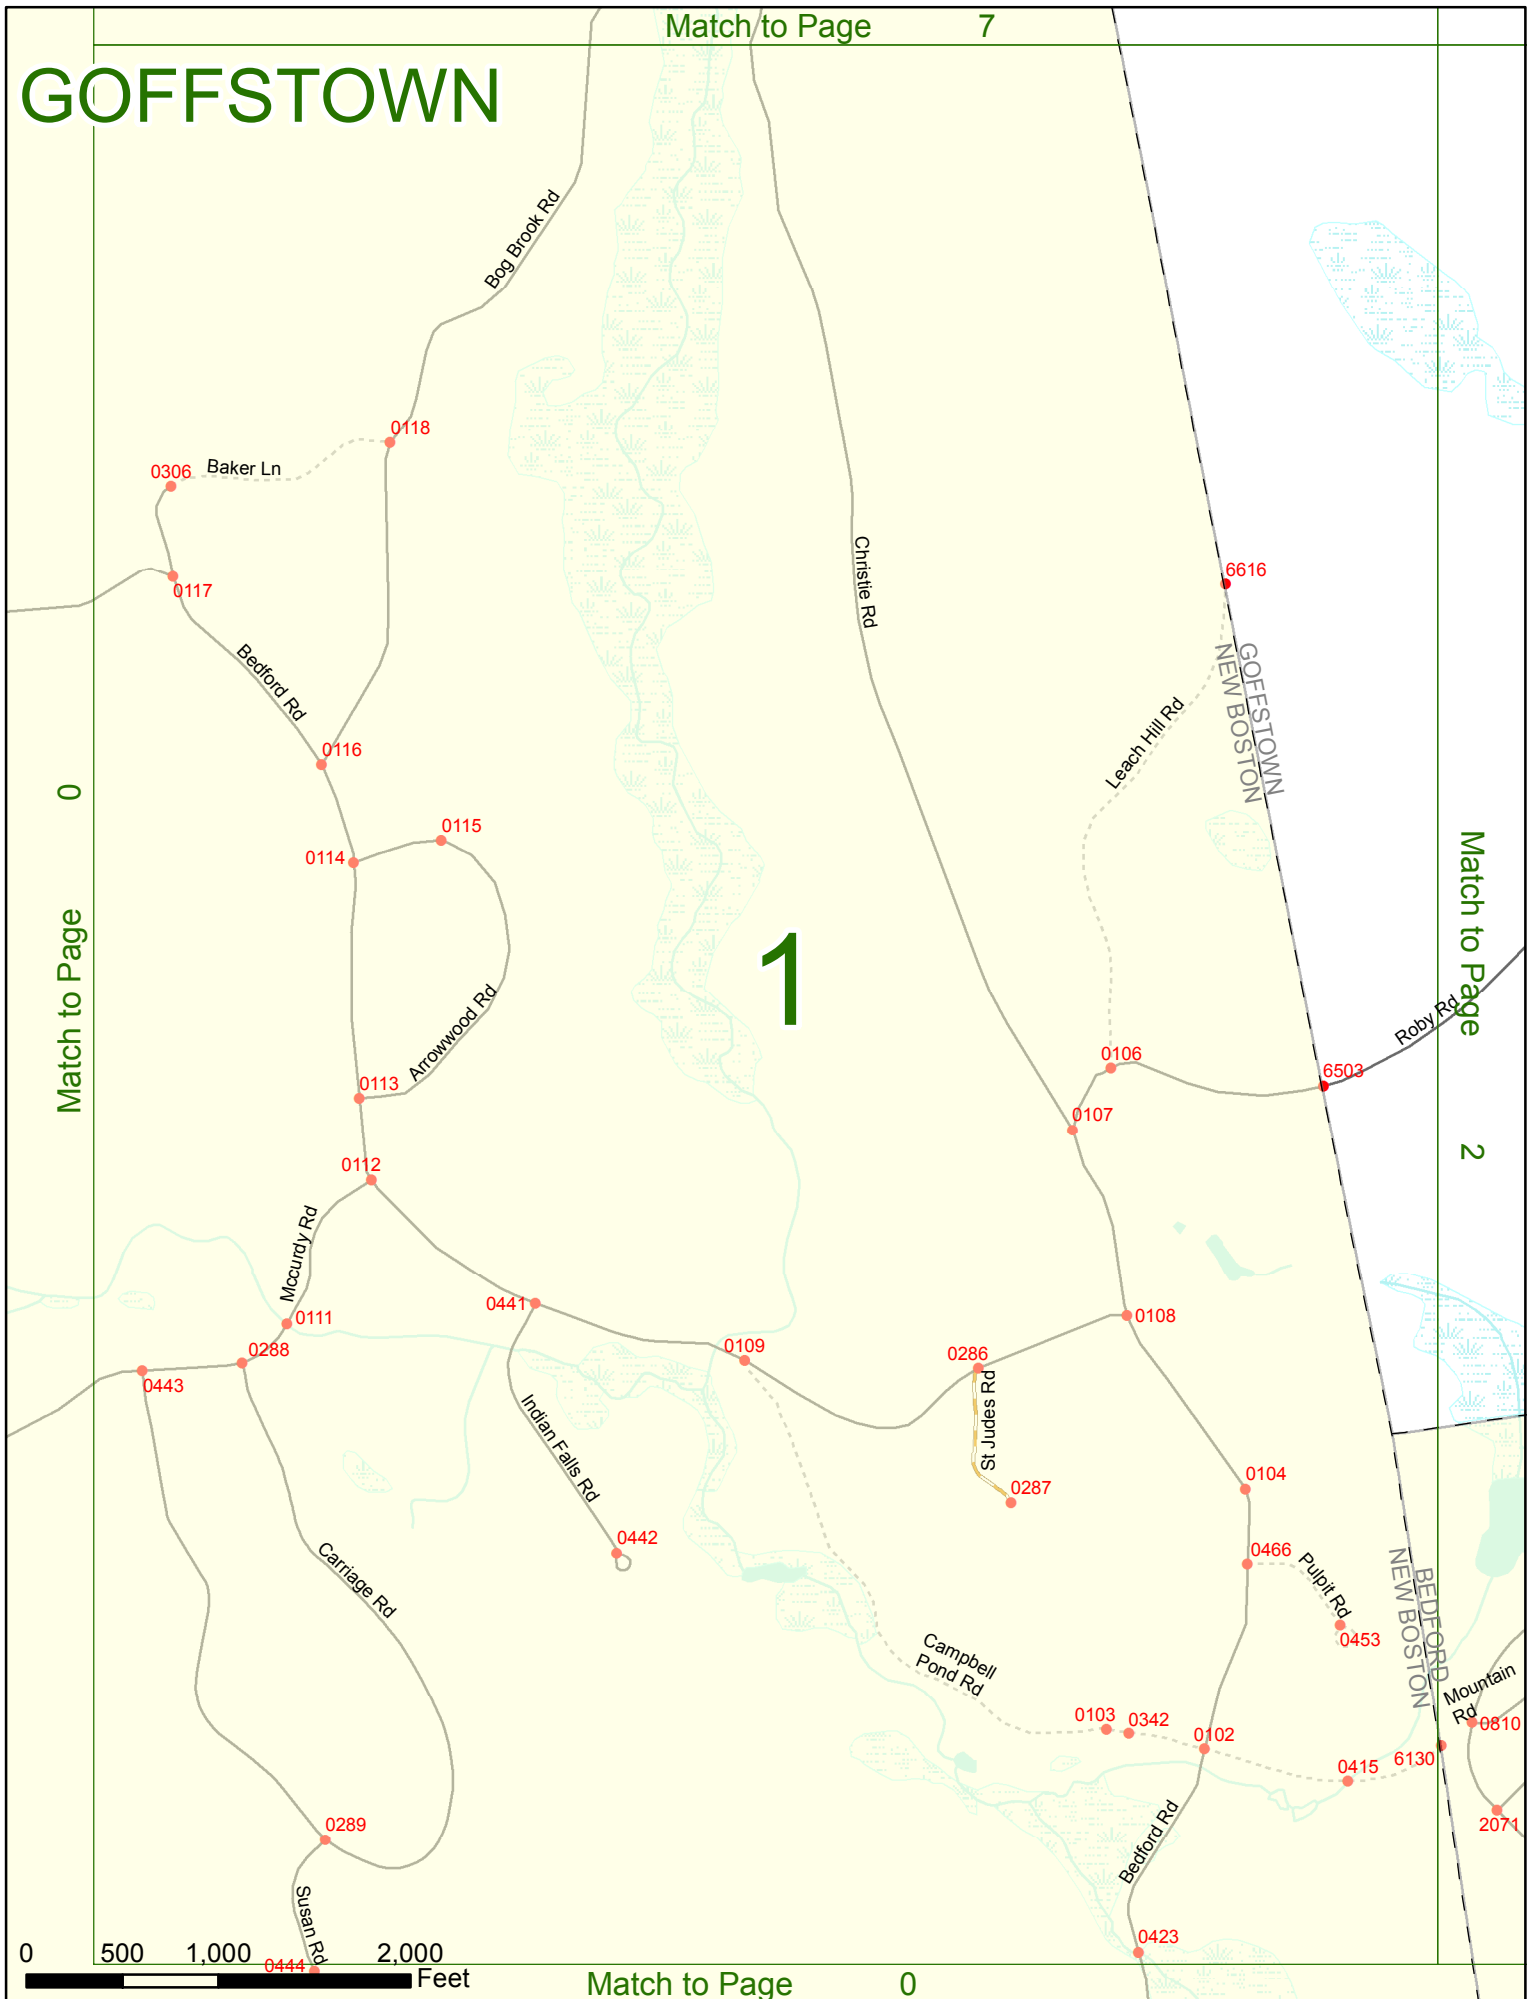 Match to Page 7
GOFFSTOWN
Bog Brook Rd
0118
0306
Baker Ln
Christie Rd
6616
0117
Bedford Rd
GOFFSTOWN
NEW BOSTON
Leach Hill Rd
0116
0
0115
0114
Match to Page
Match to Page
1
Arrowwood Rd
Roby Rd
0106
6503
0113
0107
2
0112
Mccurdy Rd
0441
0111
0108
0288
0109
0286
0443
St Judes Rd
Indian Falls Rd
0104
0287
0442
0466
Carriage Rd
Pulpit Rd
BEDFORD
NEW BOSTON
0453
Campbell
Pond Rd
Mountain
Rd
0103
0342
0102
0810
0415
6130
0289
2071
Bedford Rd
Susan Rd
0423
0 500 1,000 2,000
0444
Feet
Match to Page 0